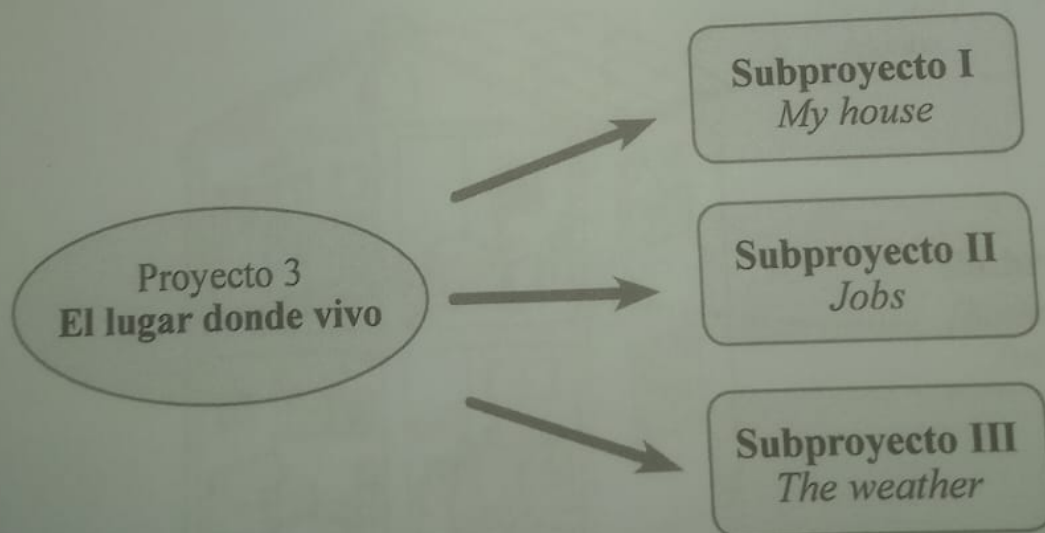 Proyecto 3
El lugar donde vivo
Subproyecto I
My house
Subproyecto II
Jobs
Subproyecto III
The weather